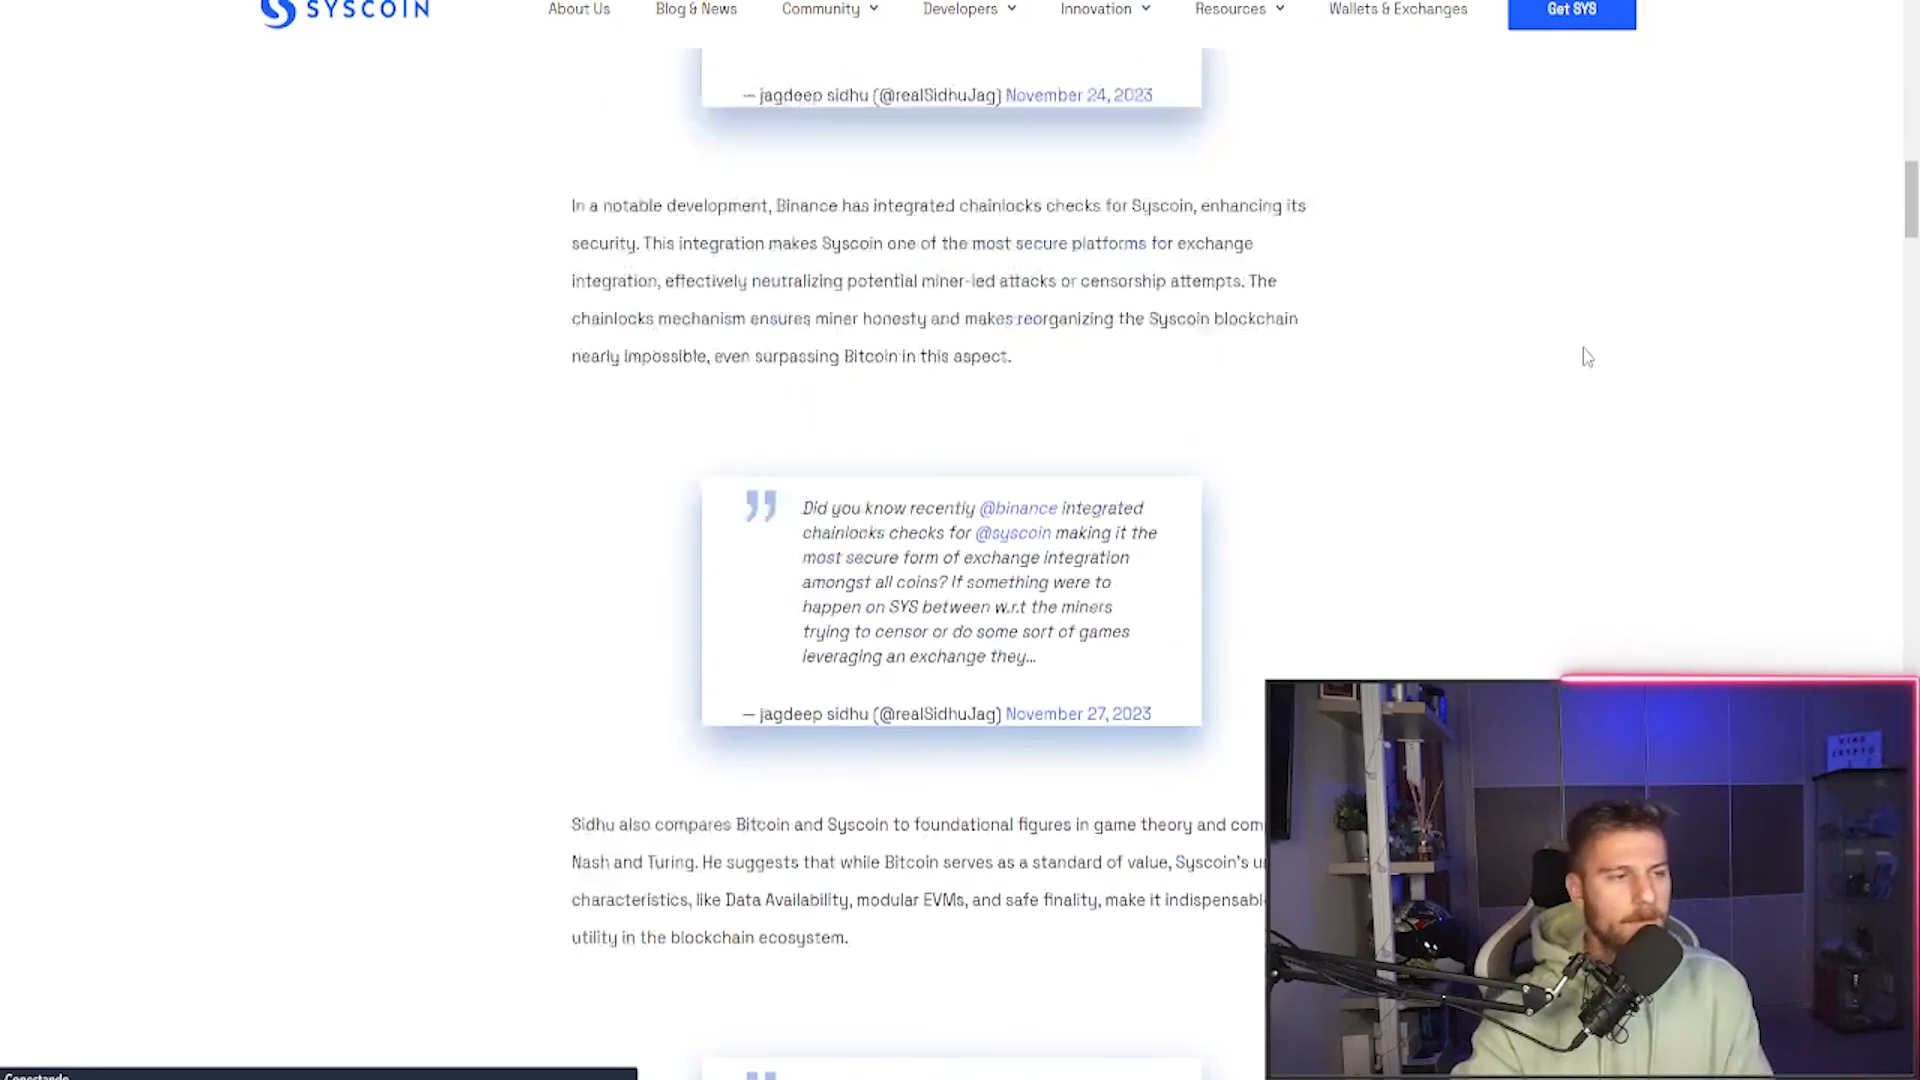 SYSCOIN
About Us Blog & News Community Developers Innovation Resources Wallets & Exchanges Get SYS
— jagdeep sidhu (@realSidhuJag) November 24, 2023
In a notable development, Binance has integrated chainlocks checks for Syscoin, enhancing its
security. This integration makes Syscoin one of the most secure platforms for exchange
integration, effectively neutralizing potential miner-led attacks or censorship attempts. The
chainlocks mechanism ensures miner honesty and makes reorganizing the Syscoin blockchain
nearly impossible, even surpassing Bitcoin in this aspect.
Did you know recently @binance integrated
chainlocks checks for @syscoin making it the
most secure form of exchange integration
amongst all coins? If something were to
happen on SYS between w.r.t the miners
trying to censor or do some sort of games
leveraging an exchange they...
— jagdeep sidhu (@realSidhuJag) November 27, 2023
Sidhu also compares Bitcoin and Syscoin to foundational figures in game theory and com
Nash and Turing. He suggests that while Bitcoin serves as a standard of value, Syscoin's u
characteristics, like Data Availability, modular EVMs, and safe finality, make it indispensabl
utility in the blockchain ecosystem.
CRYPTO
Conectando